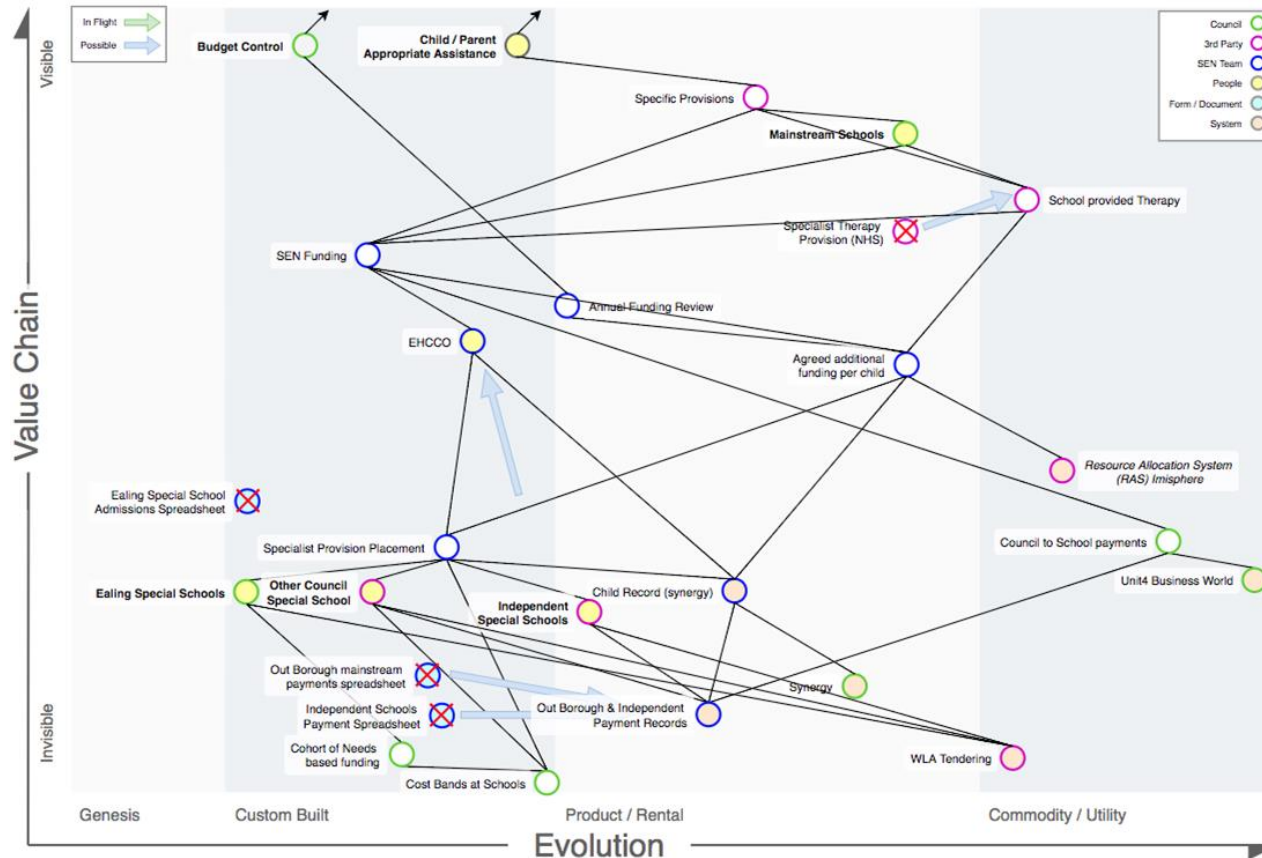 In Flight
Possible
Budget Control
Child / Parent
Appropriate Assistance
Council
3rd Party
SEN Team
People
Form / Document
System
Visible
Specific Provisions
Mainstream Schools
School provided Therapy
Specialist Therapy
Provision (NHS)
SEN Funding
Annual Funding Review
EHCCO
Agreed additional
funding per child
Value Chain
Resource Allocation System
(RAS) Imisphere
Ealing Special School
Admissions Spreadsheet
Specialist Provision Placement
Council to School payments
Unit4 Business World
Ealing Special Schools
Other Council
Special School
Independent
Special Schools
Child Record (synergy)
Out Borough mainstream
payments spreadsheet
Synergy
Independent Schools
Payment Spreadsheet
Out Borough & Independent
Payment Records
Invisible
Cohort of Needs
based funding
Cost Bands at Schools
WLA Tendering
Genesis
Custom Built
Product / Rental
Commodity / Utility
Evolution